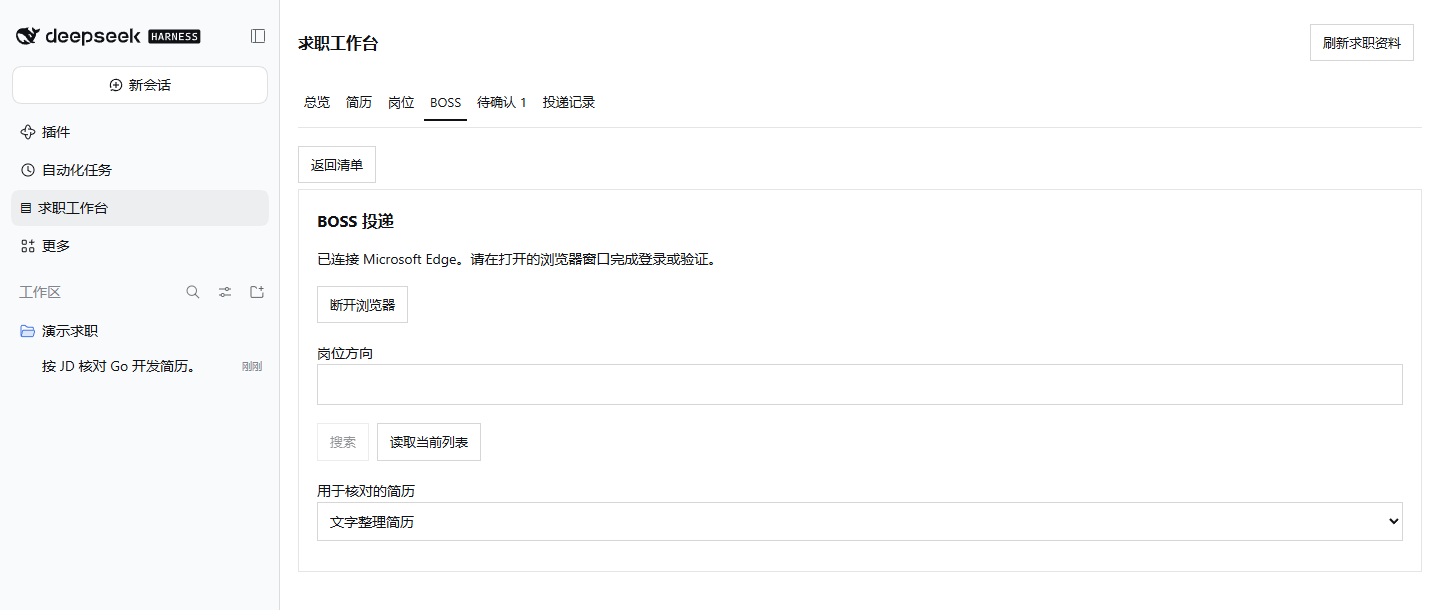 deepseek HARNESS
新会话
插件
自动化任务
求职工作台
更多
工作区
演示求职
按 JD 核对 Go 开发简历。 刚刚
求职工作台
刷新求职资料
总览 简历 岗位 BOSS 待确认 1 投递记录
返回清单
BOSS 投递
已连接 Microsoft Edge。请在打开的浏览器窗口完成登录或验证。
断开浏览器
岗位方向
搜索 读取当前列表
用于核对的简历
文字整理简历